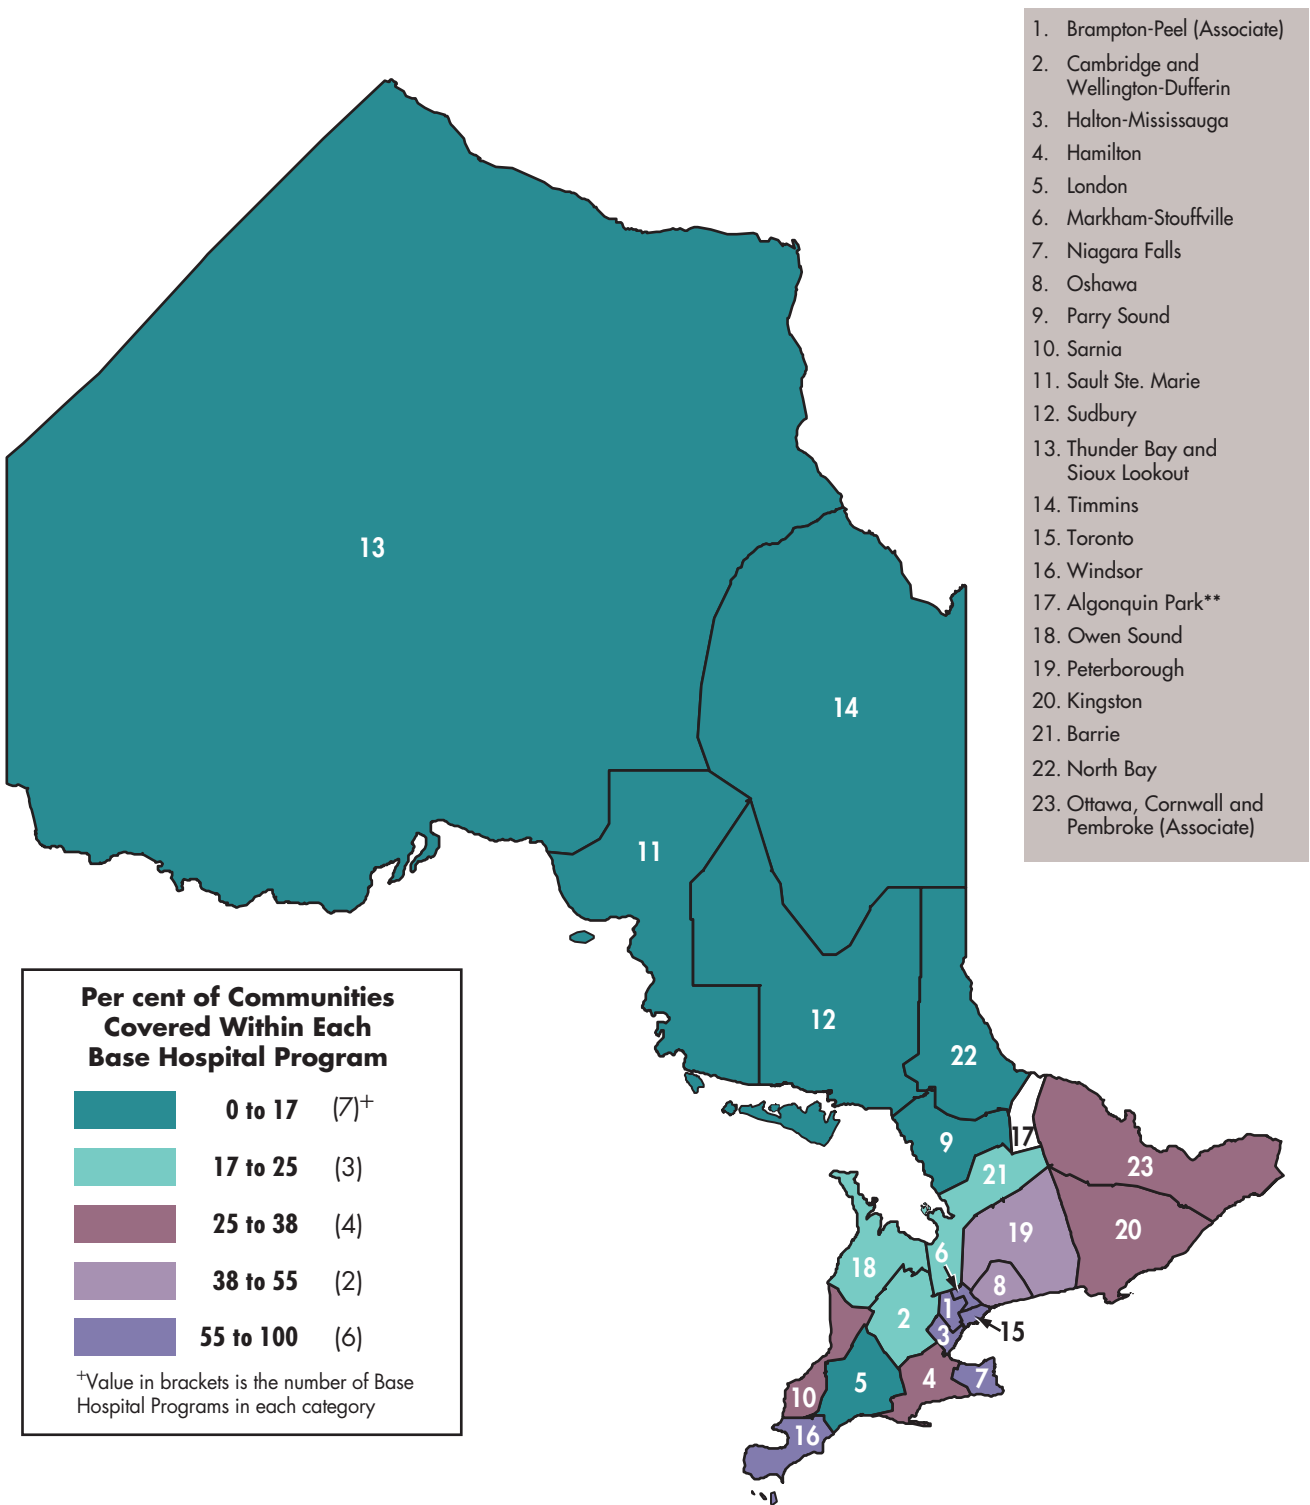 1. Brampton-Peel (Associate)
2. Cambridge and
Wellington-Dufferin
3. Halton-Mississauga
4. Hamilton
5. London
6. Markham-Stouffville
7. Niagara Falls
8. Oshawa
9. Parry Sound
10. Sarnia
11. Sault Ste. Marie
12. Sudbury
13. Thunder Bay and
Sioux Lookout
14. Timmins
15. Toronto
16. Windsor
17. Algonquin Park**
18. Owen Sound
19. Peterborough
20. Kingston
21. Barrie
22. North Bay
23. Ottawa, Cornwall and
Pembroke (Associate)
13
14
11
12
22
9
17
21
23
19
20
6
18
8
1
2
15
3
5
4
7
10
16
Per cent of Communities
Covered Within Each
Base Hospital Program
0 to 17 (7)+
17 to 25 (3)
25 to 38 (4)
38 to 55 (2)
55 to 100 (6)
+Value in brackets is the number of Base
Hospital Programs in each category